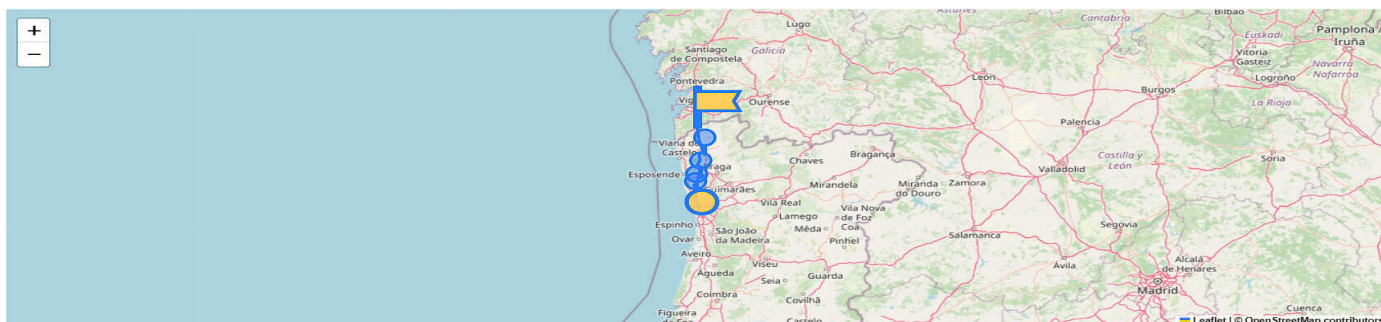 +
−
Bilbao
Cantabria
Lugo
Pamplona
Iruña
Euskadi
Santiago
de Compostela
Galicia
Vitoria-
Gasteiz
Navarra
Nafarroa
León
Logroño
Pontevedra
Burgos
La Rioja
Ourense
Palencia
Viana do
Chaves
Bragança
Castilla y
León
Soria
Valladolid
Esposende
Guimarães
Mirandela
Miranda
do Douro
Zamora
Vila Real
Lamego
Vila Nova
de Foz
Côa
Mêda
Segovia
Espinho
São João
da Madeira
Ovar
Pinhel
Salamanca
Aveiro
Viseu
Ávila
Alcalá
de Henares
Águeda
Seia
Guarda
Madrid
Coimbra
Covilhã
Cuenca
Figueira
Leaflet | © OpenStreetMap contributors